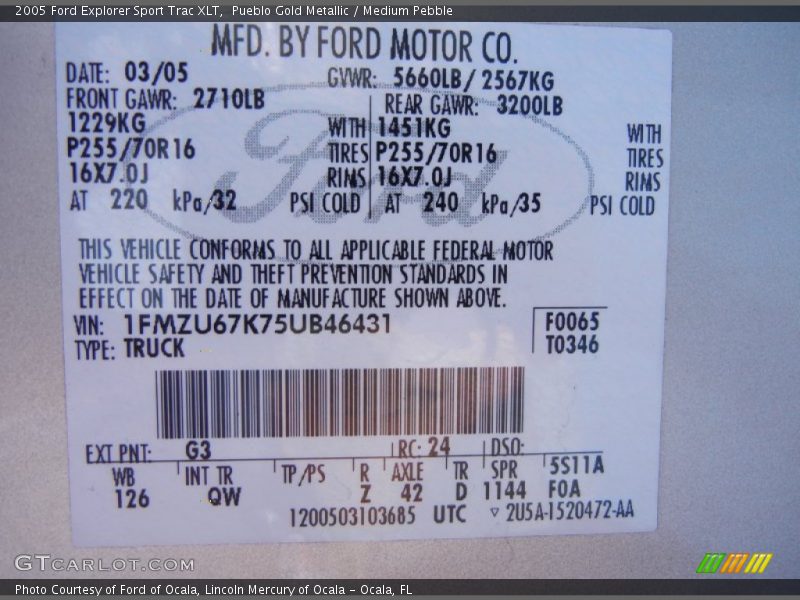 2005 Ford Explorer Sport Trac XLT, Pueblo Gold Metallic / Medium Pebble
MFD. BY FORD MOTOR CO.
DATE: 03/05 GVWR: 5660LB/ 2567KG
FRONT GAWR: 2710LB REAR GAWR: 3200LB
1229KG WITH 1451KG WITH
P255/70R16 TIRES P255/70R16 TIRES
16X7.0J RIMS 16X7.0J RIMS
AT 220 kPa/32 PSI COLD AT 240 kPa/35 PSI COLD
Ford
THIS VEHICLE CONFORMS TO ALL APPLICABLE FEDERAL MOTOR
VEHICLE SAFETY AND THEFT PREVENTION STANDARDS IN
EFFECT ON THE DATE OF MANUFACTURE SHOWN ABOVE.
VIN: 1FMZU67K75UB46431 F0065
TYPE: TRUCK T0346
EXT PNT: G3 RC: 24 DSO:
WB INT TR TP/PS R AXLE TR SPR 5S11A
126 QW Z 42 D 1144 F0A
1200503103685 UTC ▽ 2U5A-1520472-AA
GTCARLOT.COM
Photo Courtesy of Ford of Ocala, Lincoln Mercury of Ocala - Ocala, FL